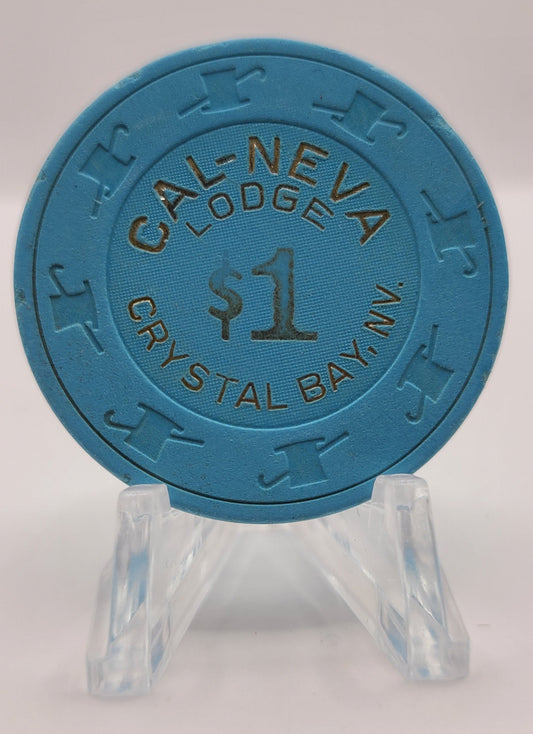 CAL-NEVA
LODGE
$1
CRYSTAL BAY, NV.